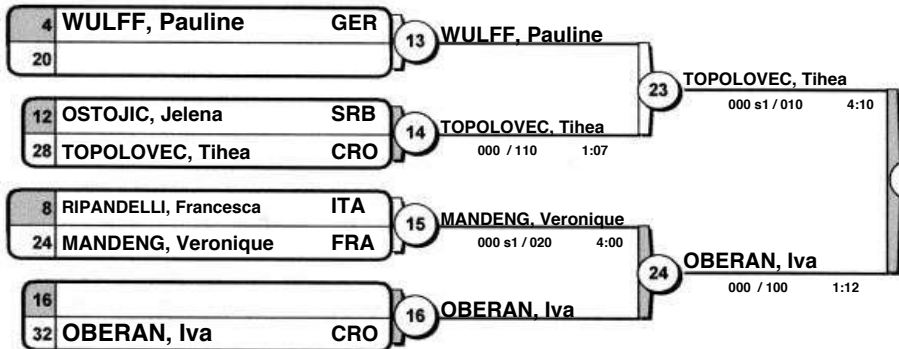 4 WULFF, Pauline GER
20
13 WULFF, Pauline
12 OSTOJIC, Jelena SRB
28 TOPOLOVEC, Tihea CRO
14 TOPOLOVEC, Tihea
000 / 110 1:07
23 TOPOLOVEC, Tihea
000 s1 / 010 4:10
8 RIPANDELLI, Francesca ITA
24 MANDENG, Veronique FRA
15 MANDENG, Veronique
000 s1 / 020 4:00
16
32 OBERAN, Iva CRO
16 OBERAN, Iva
24 OBERAN, Iva
000 / 100 1:12